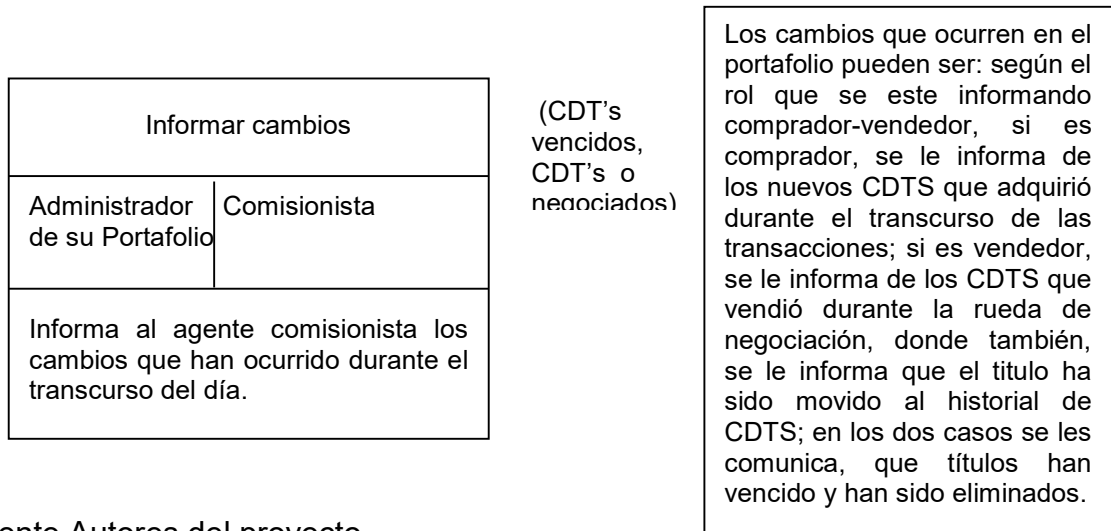 Informar cambios
Administrador
de su Portafolio
Comisionista
Informa al agente comisionista los
cambios que han ocurrido durante el
transcurso del día.
(CDT's
vencidos,
CDT's o
negociados)
Los cambios que ocurren en el
portafolio pueden ser: según el
rol que se este informando
comprador-vendedor, si es
comprador, se le informa de
los nuevos CDTS que adquirió
durante el transcurso de las
transacciones; si es vendedor,
se le informa de los CDTS que
vendió durante la rueda de
negociación, donde también,
se le informa que el titulo ha
sido movido al historial de
CDTS; en los dos casos se les
comunica, que títulos han
vencido y han sido eliminados.
Autores del proyecto